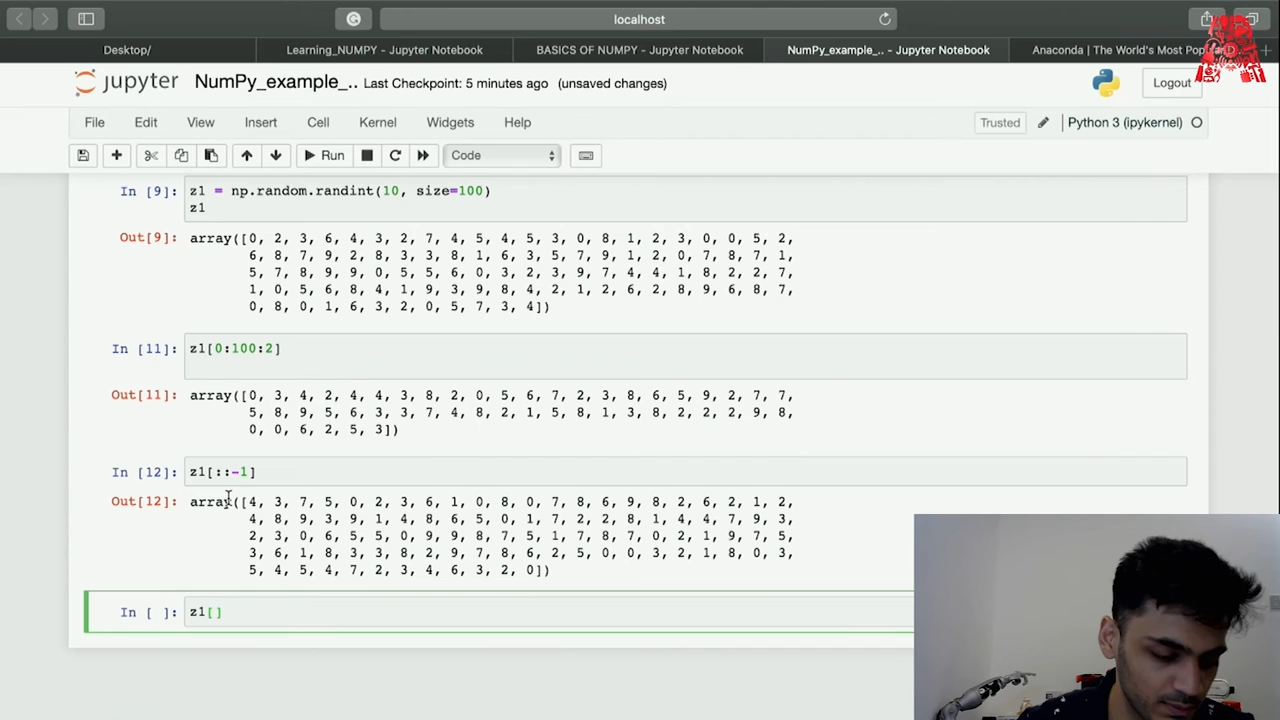 localhost
Desktop/
Learning_NUMPY - Jupyter Notebook
BASICS OF NUMPY - Jupyter Notebook
NumPy_example_.. - Jupyter Notebook
Anaconda | The World's Most
jupyter NumPy_example_.. Last Checkpoint: 5 minutes ago (unsaved changes)
Logout
File Edit View Insert Cell Kernel Widgets Help
Trusted Python 3 (ipykernel)
Run Code
In [9]: z1 = np.random.randint(10, size=100)
z1
Out[9]: array([0, 2, 3, 6, 4, 3, 2, 7, 4, 5, 4, 5, 3, 0, 8, 1, 2, 3, 0, 0, 5, 2,
6, 8, 7, 9, 2, 8, 3, 3, 8, 1, 6, 3, 5, 7, 9, 1, 2, 0, 7, 8, 7, 1,
5, 7, 8, 9, 9, 0, 5, 5, 6, 0, 3, 2, 3, 9, 7, 4, 4, 1, 8, 2, 2, 7,
1, 0, 5, 6, 8, 4, 1, 9, 3, 9, 8, 4, 2, 1, 2, 6, 2, 8, 9, 6, 8, 7,
0, 8, 0, 1, 6, 3, 2, 0, 5, 7, 3, 4])
In [11]: z1[0:100:2]
Out[11]: array([0, 3, 4, 2, 4, 4, 3, 8, 2, 0, 5, 6, 7, 2, 3, 8, 6, 5, 9, 2, 7, 7,
5, 8, 9, 5, 6, 3, 3, 7, 4, 8, 2, 1, 5, 8, 1, 3, 8, 2, 2, 2, 9, 8,
0, 0, 6, 2, 5, 3])
In [12]: z1[::-1]
Out[12]: array([4, 3, 7, 5, 0, 2, 3, 6, 1, 0, 8, 0, 7, 8, 6, 9, 8, 2, 6, 2, 1, 2,
4, 8, 9, 3, 9, 1, 4, 8, 6, 5, 0, 1, 7, 2, 2, 8, 1, 4, 4, 7, 9, 3,
2, 3, 0, 6, 5, 5, 0, 9, 9, 8, 7, 5, 1, 7, 8, 7, 0, 2, 1, 9, 7, 5,
3, 6, 1, 8, 3, 3, 8, 2, 9, 7, 8, 6, 2, 5, 0, 0, 3, 2, 1, 8, 0, 3,
5, 4, 5, 4, 7, 2, 3, 4, 6, 3, 2, 0])
In [ ]: z1[]